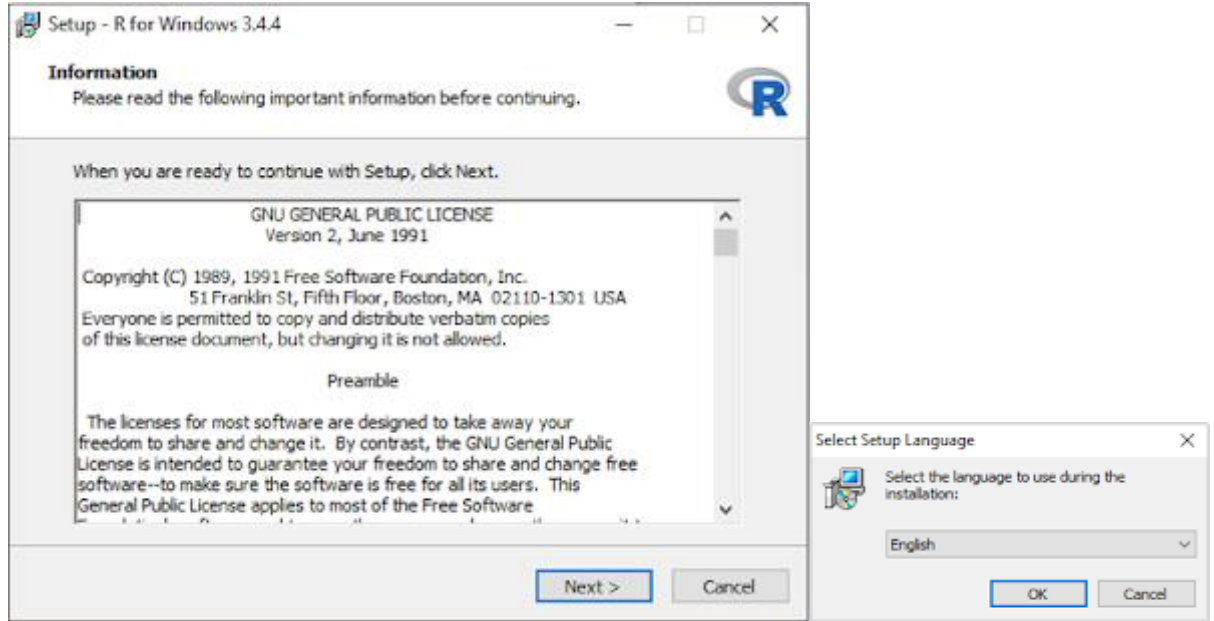 Setup - R for Windows 3.4.4
Information
Please read the following important information before continuing.
R
When you are ready to continue with Setup, click Next.
GNU GENERAL PUBLIC LICENSE
Version 2, June 1991
Copyright (C) 1989, 1991 Free Software Foundation, Inc.
51 Franklin St, Fifth Floor, Boston, MA 02110-1301 USA
Everyone is permitted to copy and distribute verbatim copies
of this license document, but changing it is not allowed.
Preamble
The licenses for most software are designed to take away your
freedom to share and change it. By contrast, the GNU General Public
License is intended to guarantee your freedom to share and change free
software--to make sure the software is free for all its users. This
General Public License applies to most of the Free Software
Next >
Cancel
Select Setup Language
Select the language to use during the
installation:
English
OK
Cancel